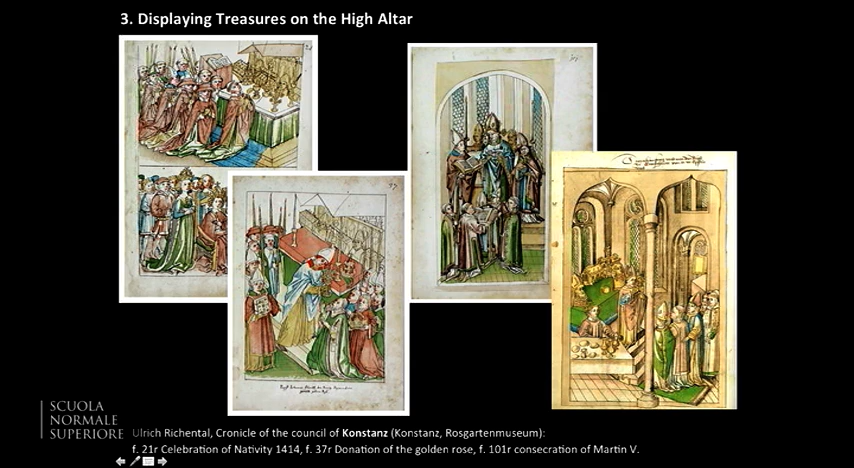 3. Displaying Treasures on the High Altar
SCUOLA
NORMALE
SUPERIORE
Ulrich Richental, Cronicle of the council of Konstanz (Konstanz, Rosgartenmuseum):
f. 21r Celebration of Nativity 1414, f. 37r Donation of the golden rose, f. 101r consecration of Martin V.